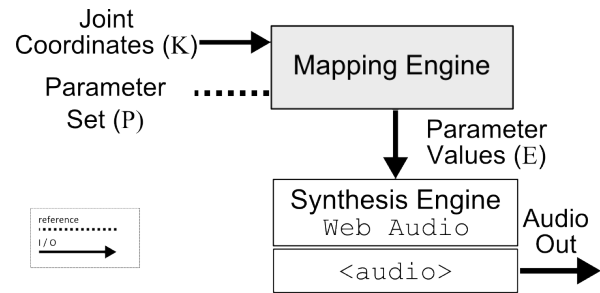 Joint
Coordinates (K)
Mapping Engine
Parameter
Set (P)
Parameter
Values (E)
Synthesis Engine
Web Audio
<audio>
Audio
Out
reference
I / O